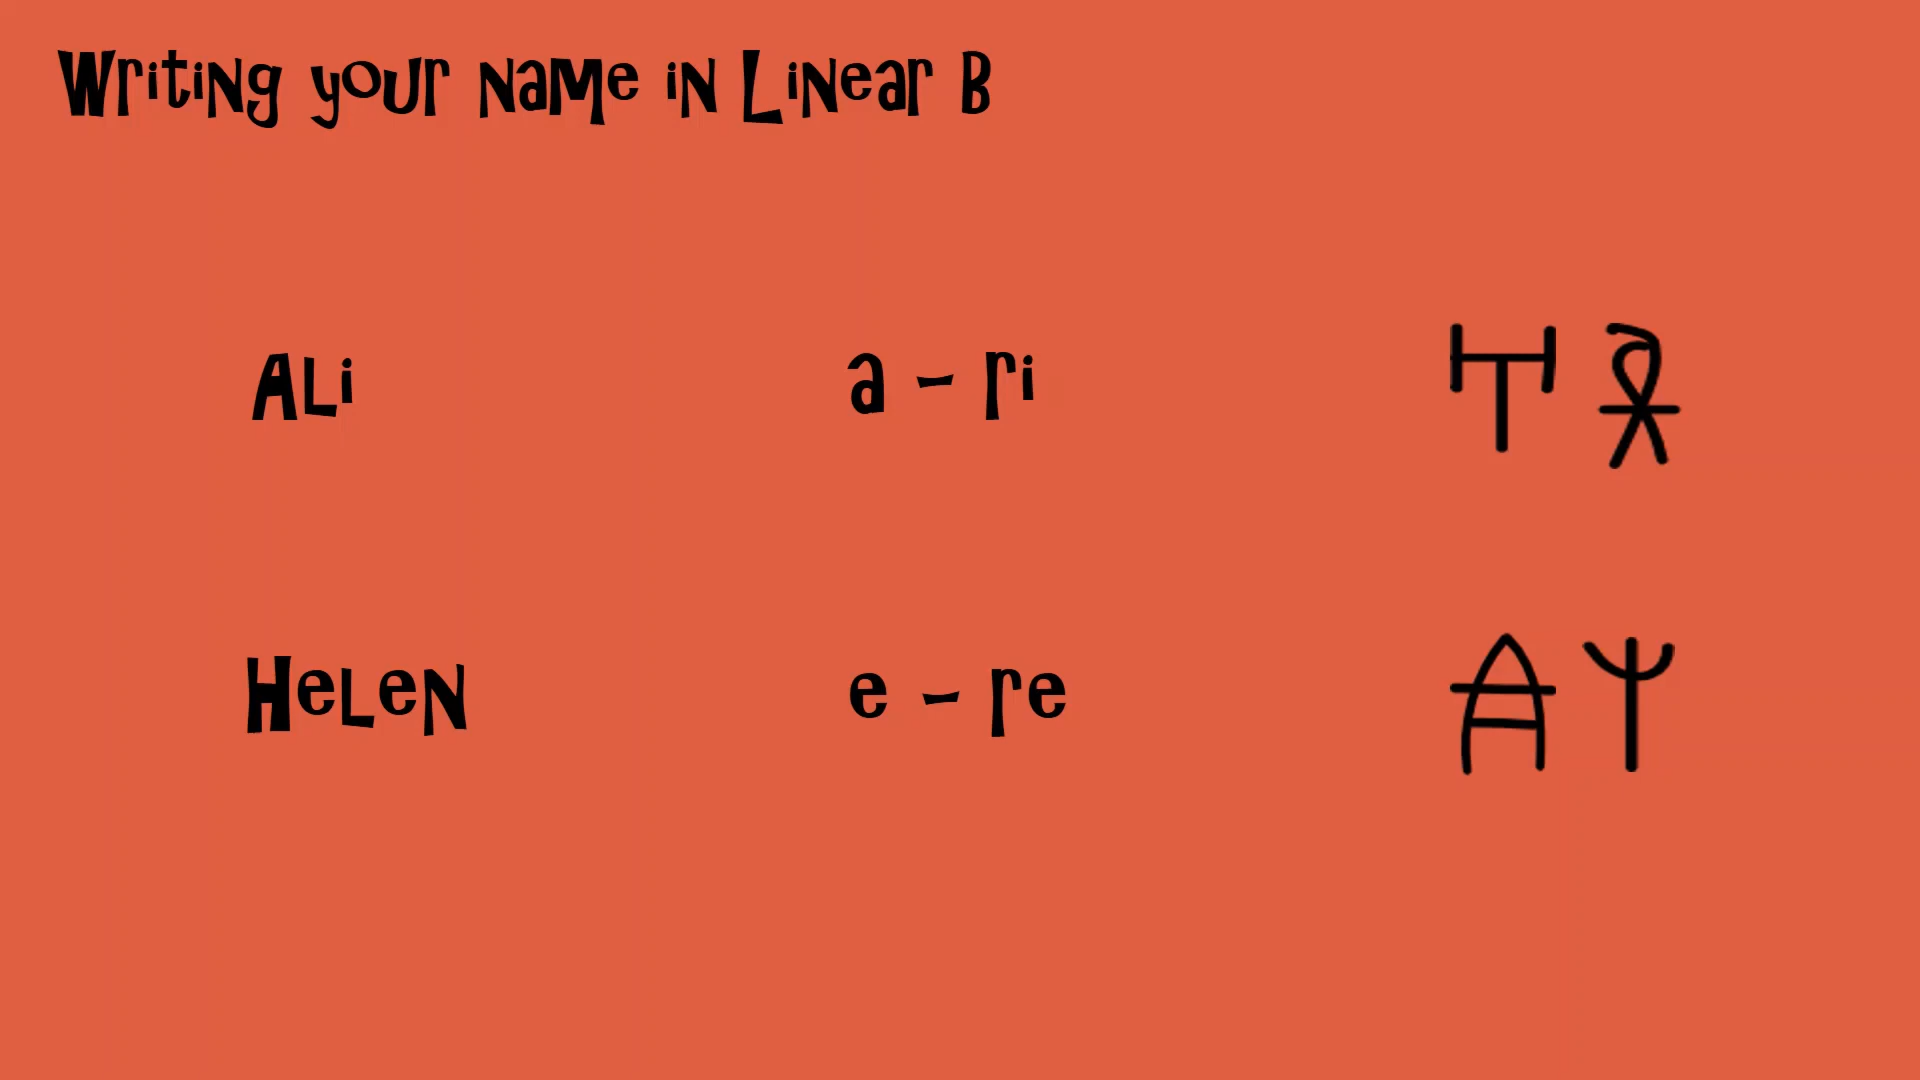 Writing your name in Linear B
Ali a - ri 𐀀𐀪
Helen e - re 𐀁𐀩